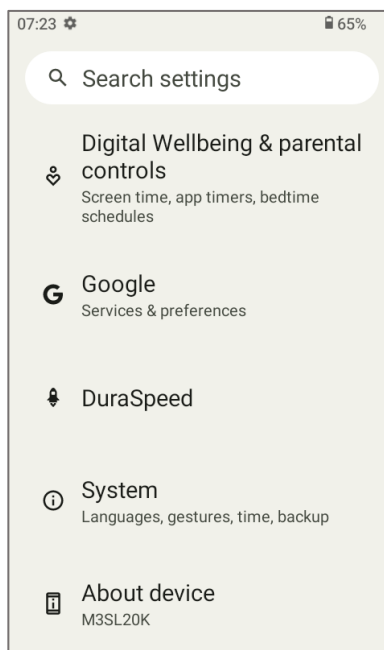 07:23 65%
Search settings
Digital Wellbeing & parental
controls
Screen time, app timers, bedtime
schedules
Google
Services & preferences
DuraSpeed
System
Languages, gestures, time, backup
About device
M3SL20K